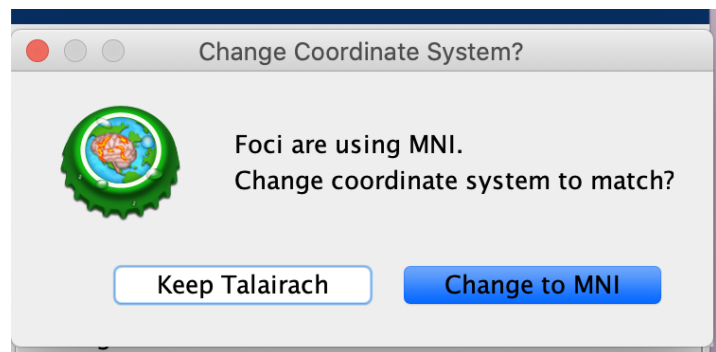 Change Coordinate System?
Foci are using MNI.
Change coordinate system to match?
Keep Talairach
Change to MNI